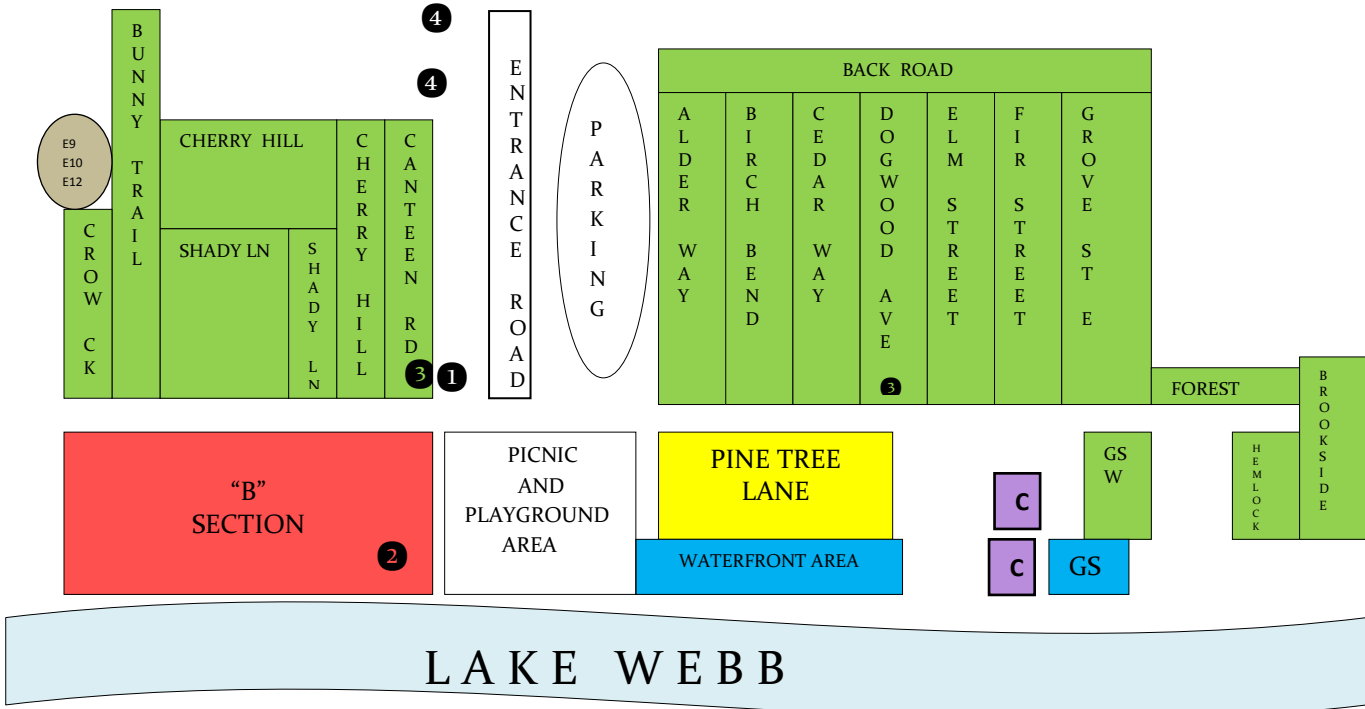 4
4
BUNNY TRAIL
E9
E10
E12
CROW CK
CHERRY HILL
SHADY LN
SHADY LN
CHERRY HILL
CANTEEN RD
3
1
ENTRANCE ROAD
PARKING
BACK ROAD
ALDER WAY
BIRCH BEND
CEDAR WAY
DOGWOOD AVE
3
ELM STREET
FIR STREET
GROVE ST E
FOREST
BROOKSIDE
HEMLOCK
“B”
SECTION
2
PICNIC
AND
PLAYGROUND
AREA
PINE TREE
LANE
WATERFRONT AREA
C
C
GS
W
GS
LAKE WEBB